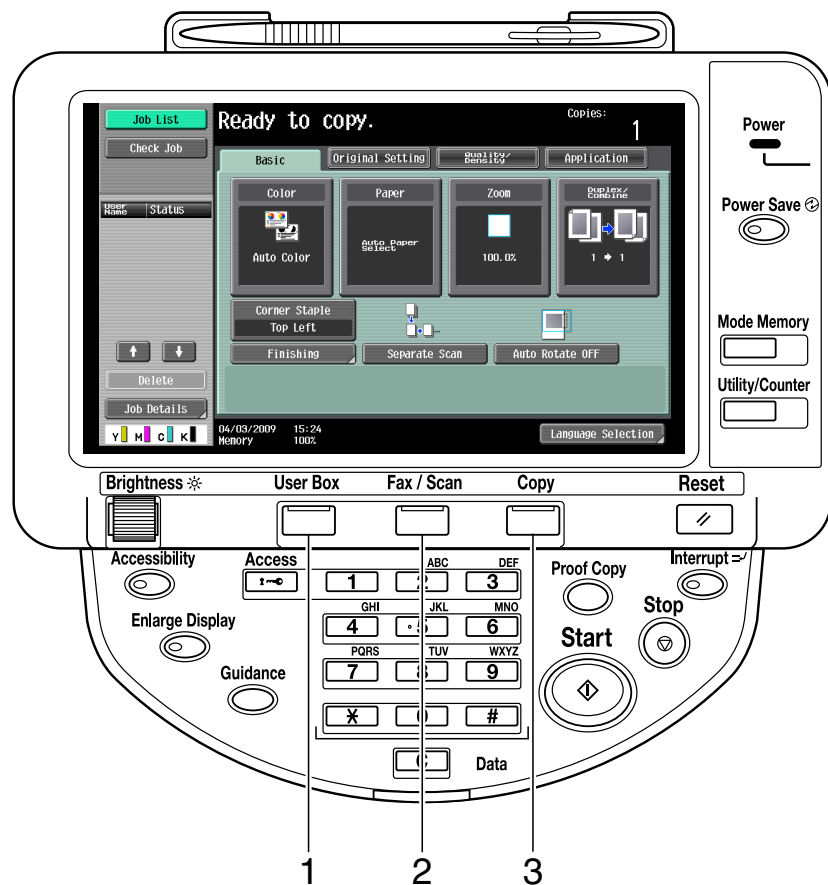 Job List
Ready to copy.
Copies:
1
Check Job
Basic
Original Setting
Quality/
Density
Application
User
Name
Status
Color
Paper
Zoom
Duplex/
Combine
Auto Color
Auto Paper
Select
100.0%
1 → 1
Corner Staple
Top Left
Finishing
Separate Scan
Auto Rotate OFF
↑ ↓
Delete
Job Details
Y M C K
04/03/2009 15:24
Memory 100%
Language Selection
Power
Power Save
Mode Memory
Utility/Counter
Brightness
User Box
Fax / Scan
Copy
Reset
Accessibility
Access
Enlarge Display
Guidance
1
ABC
2
DEF
3
GHI
4
JKL
5
MNO
6
PQRS
7
TUV
8
WXYZ
9
0
#
C
Data
Proof Copy
Interrupt
Stop
Start
1 2 3